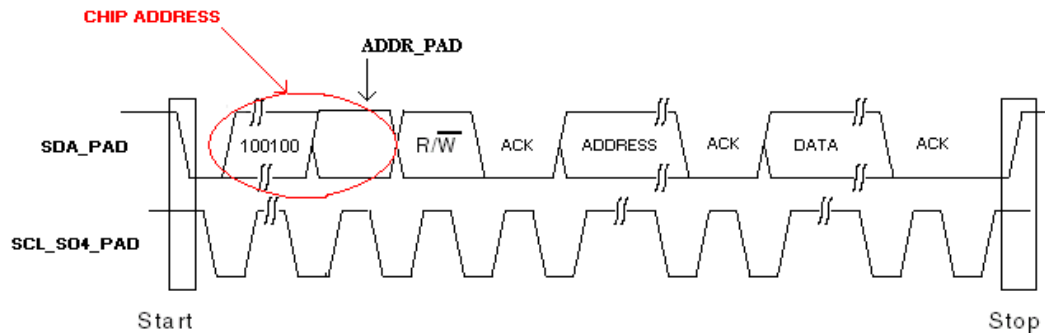 CHIP ADDRESS
ADDR_PAD
SDA_PAD 100100 R/W̅ ACK ADDRESS ACK DATA ACK
SCL_SO4_PAD
Start Stop